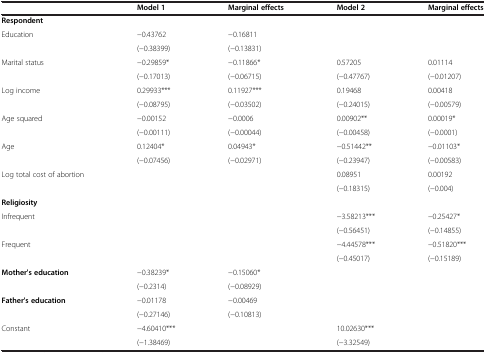 Model 1 Marginal effects Model 2 Marginal effects
Respondent
Education −0.43762 −0.16811
(−0.38399) (−0.13831)
Marital status −0.29859* −0.11866* 0.57205 0.01114
(−0.17013) (−0.06715) (−0.47767) (−0.01207)
Log income 0.29933*** 0.11927*** 0.19468 0.00418
(−0.08795) (−0.03502) (−0.24015) (−0.00579)
Age squared −0.00152 −0.0006 0.00902** 0.00019*
(−0.00111) (−0.00044) (−0.00458) (−0.0001)
Age 0.12404* 0.04943* −0.51442** −0.01103*
(−0.07456) (−0.02971) (−0.23947) (−0.00583)
Log total cost of abortion 0.08951 0.00192
(−0.18315) (−0.004)
Religiosity
Infrequent −3.58213*** −0.25427*
(−0.56451) (−0.14855)
Frequent −4.44578*** −0.51820***
(−0.45017) (−0.15189)
Mother's education −0.38239* −0.15060*
(−0.2314) (−0.08929)
Father's education −0.01178 −0.00469
(−0.27146) (−0.10813)
Constant −4.60410*** 10.02630***
(−1.38469) (−3.32549)